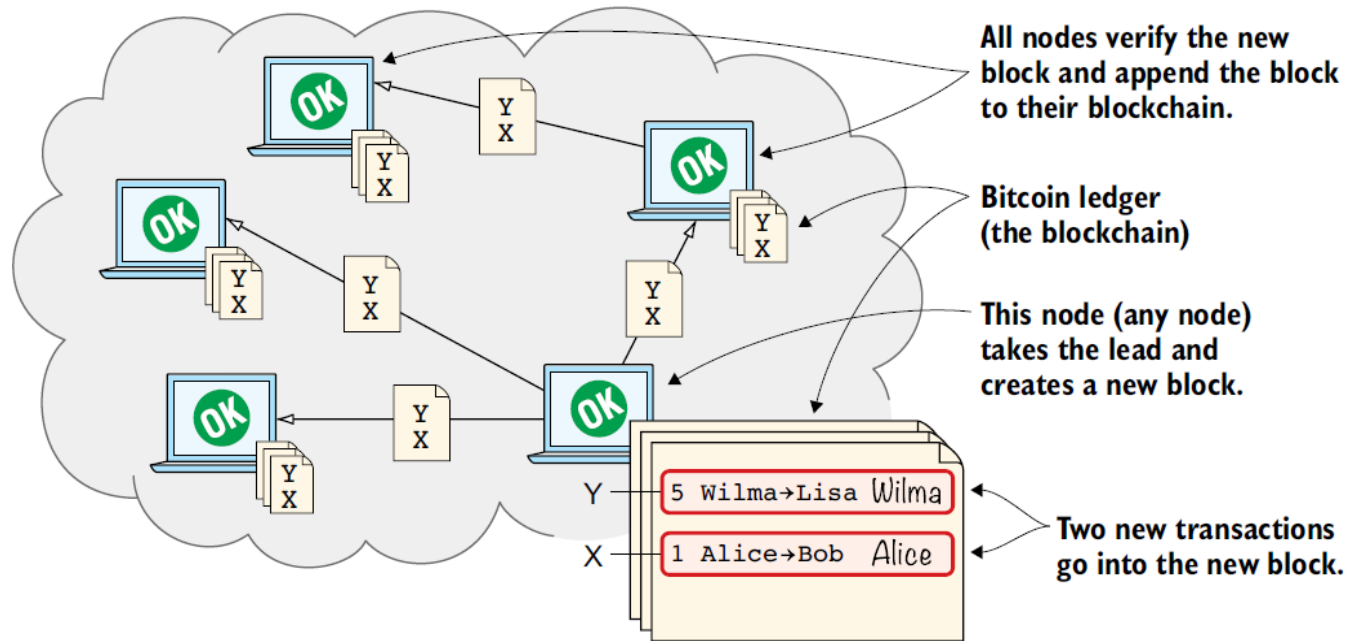 All nodes verify the new
block and append the block
to their blockchain.
OK
Y
X
Y
X
OK
Y
X
OK
Y
X
Bitcoin ledger
(the blockchain)
Y
X
Y
X
This node (any node)
takes the lead and
creates a new block.
OK
Y
X
Y
X
OK
Y 5 Wilma→Lisa Wilma
X 1 Alice→Bob Alice
Two new transactions
go into the new block.